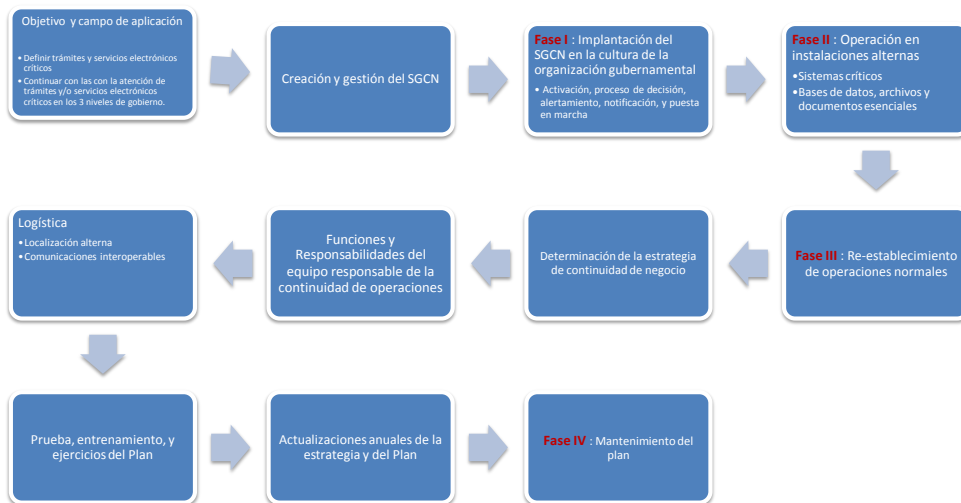 Objetivo y campo de aplicación
• Definir trámites y servicios electrónicos
críticos
• Continuar con las con la atención de
trámites y/o servicios electrónicos
críticos en los 3 niveles de gobierno.
Creación y gestión del SGCN
Fase I : Implantación del
SGCN en la cultura de la
organización gubernamental
• Activación, proceso de decisión,
alertamiento, notificación, y puesta
en marcha
Fase II : Operación en
instalaciones alternas
• Sistemas críticos
• Bases de datos, archivos y
documentos esenciales
Fase III : Re-establecimiento
de operaciones normales
Determinación de la estrategia
de continuidad de negocio
Funciones y
Responsabilidades del
equipo responsable de la
continuidad de operaciones
Logística
• Localización alterna
• Comunicaciones interoperables
Prueba, entrenamiento, y
ejercicios del Plan
Actualizaciones anuales de la
estrategia y del Plan
Fase IV : Mantenimiento del
plan